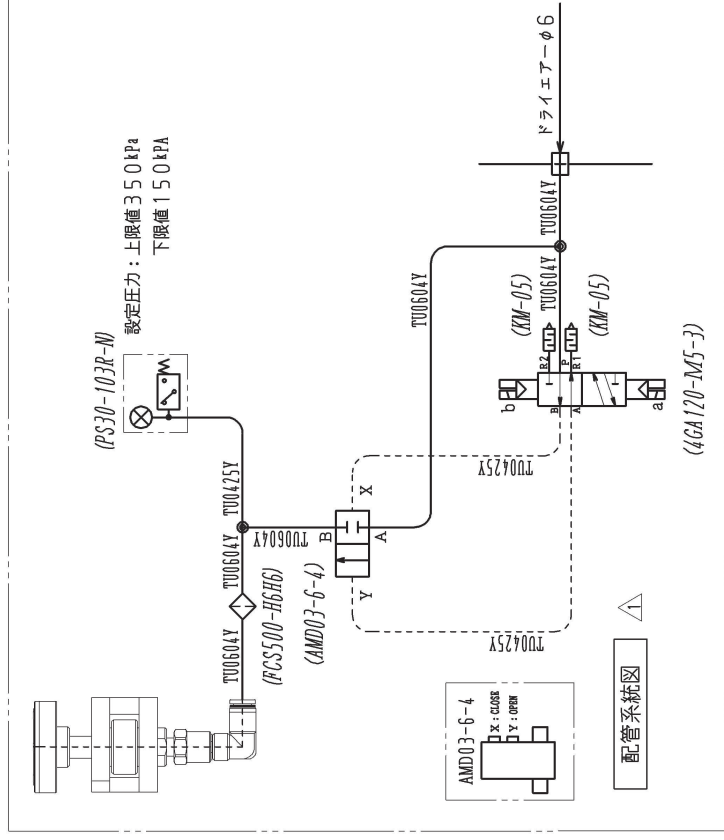 設定圧力：上限値350kPa
下限値150kPA
(PS30-103R-N)
TU0604Y
TU0604Y
TU0425Y
(FCS500-H6H6)
TU0604Y
(AMD03-6-4)
B
A
X
Y
TU0604Y
TU0425Y
TU0425Y
ドライエアーφ6
TU0604Y
TU0604Y
(KM-05)
(KM-05)
R2
P
R1
B
A
b
a
(4GA120-M5-3)
AMD03-6-4
X : CLOSE
Y : OPEN
配管系統図
1